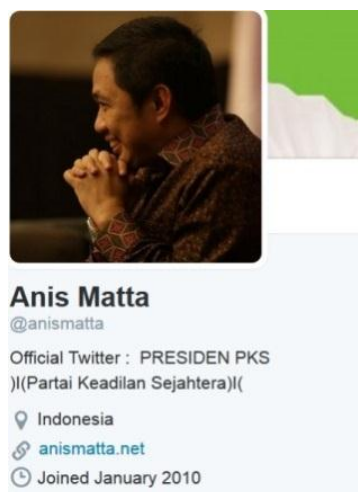 Anis Matta
@anismatta
Official Twitter : PRESIDEN PKS
)I(Partai Keadilan Sejahtera)I(
Indonesia
anismatta.net
Joined January 2010